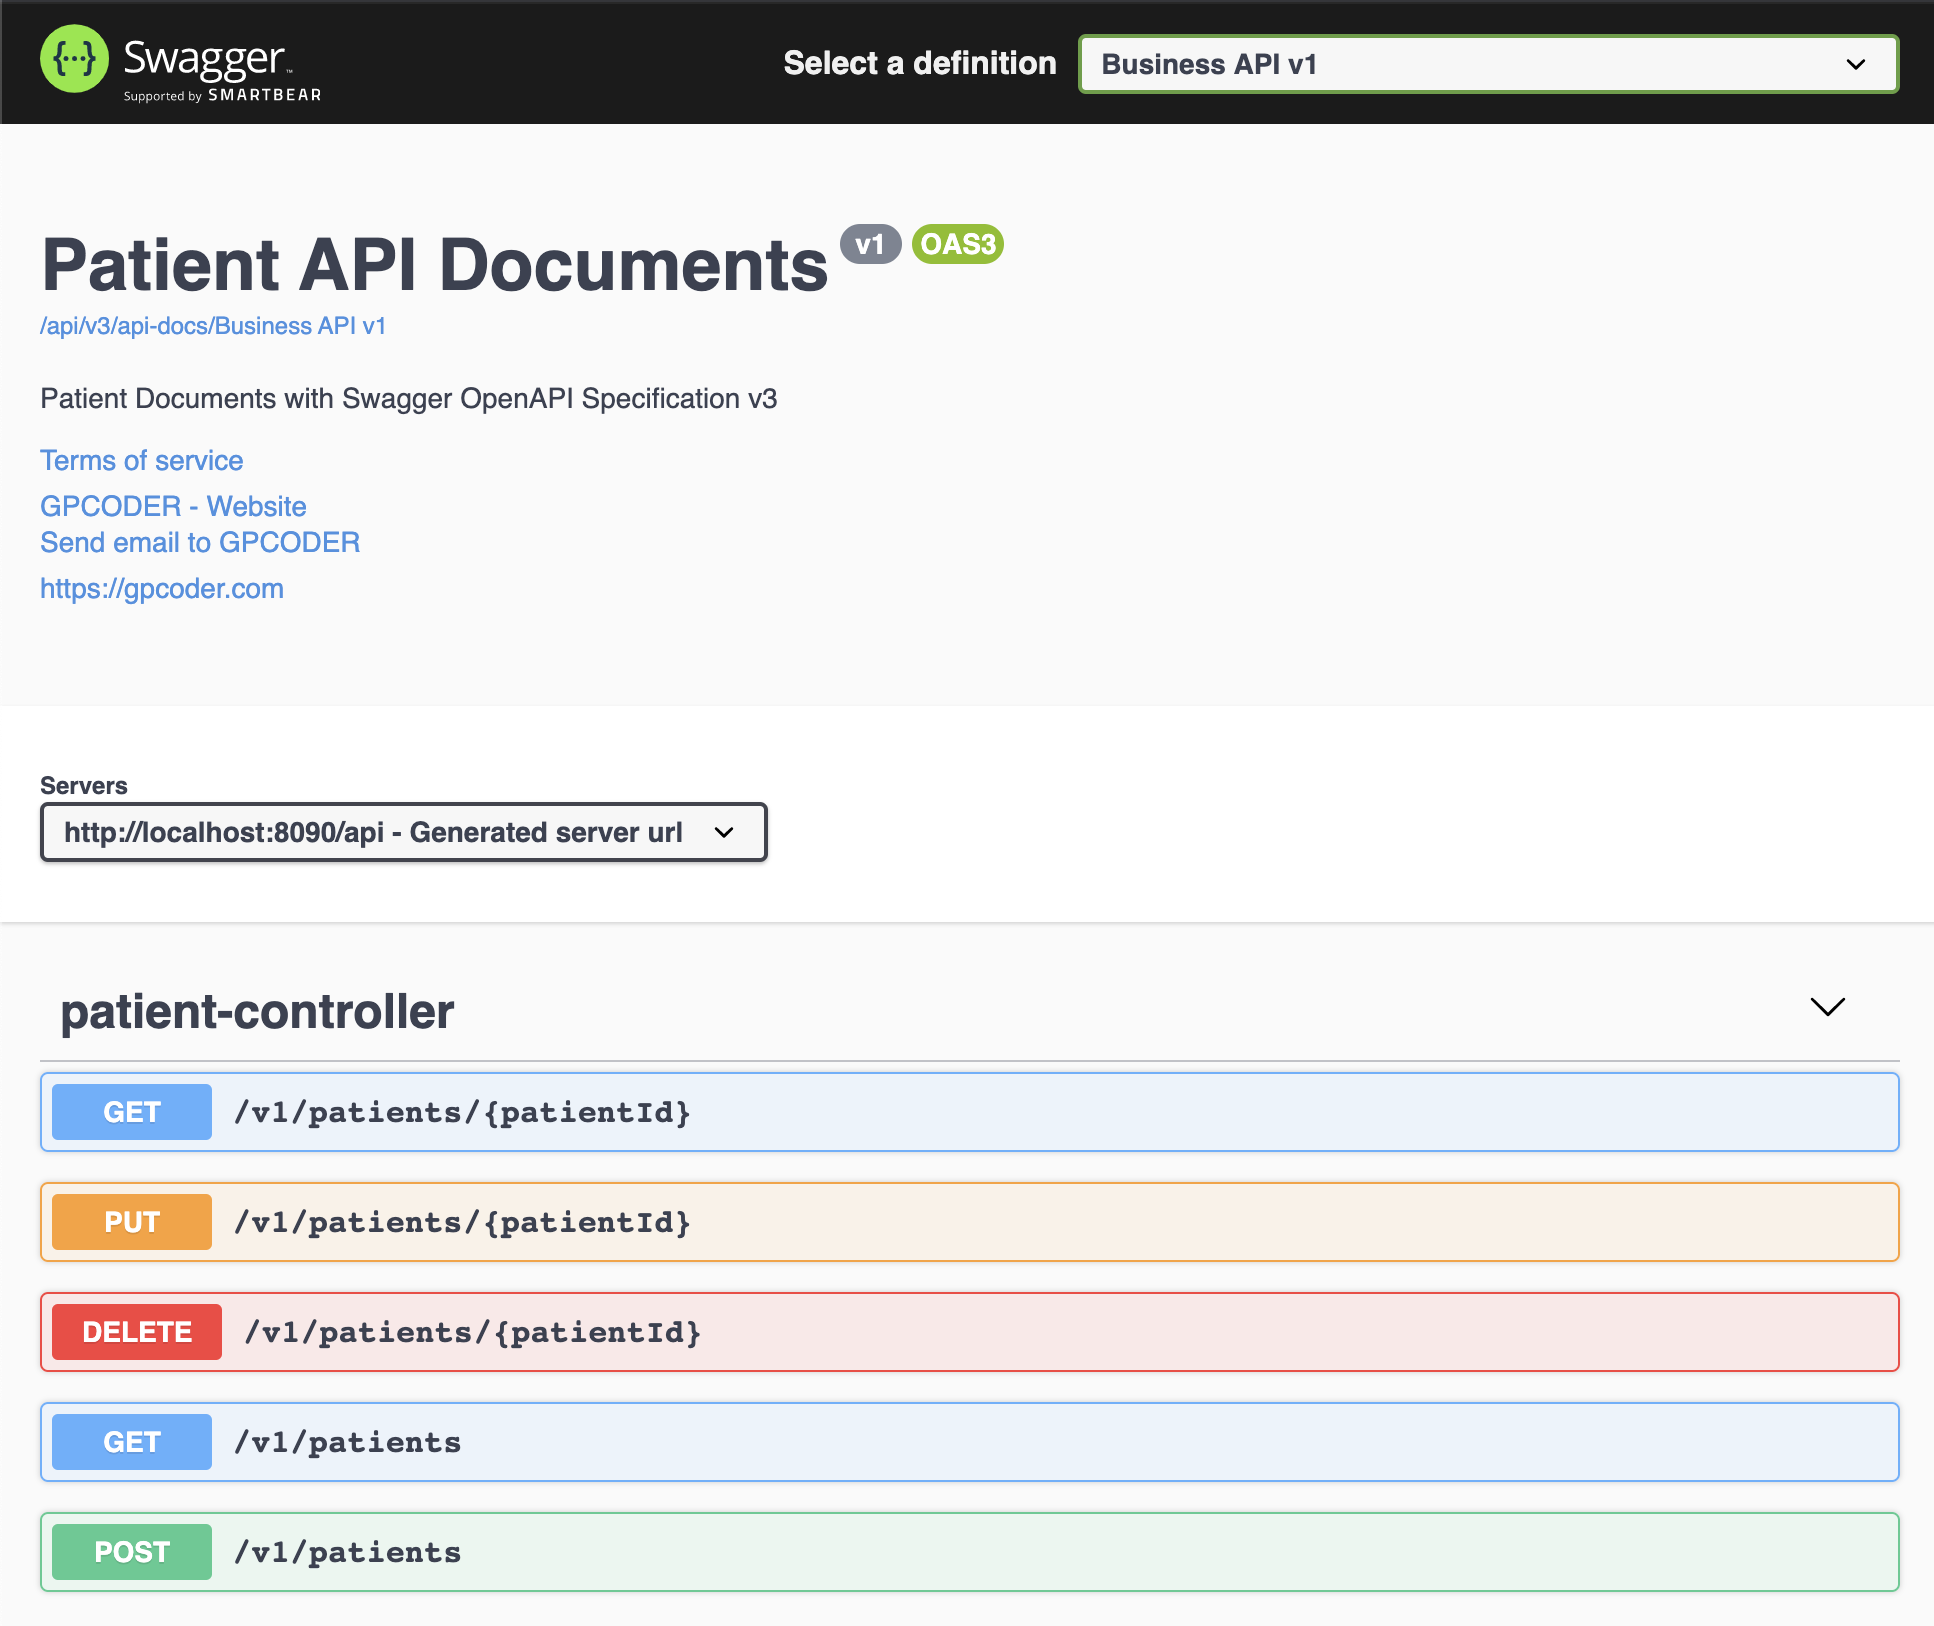 {···} Swagger™
Supported by SMARTBEAR
Select a definition
Business API v1
Patient API Documents v1 OAS3
/api/v3/api-docs/Business API v1
Patient Documents with Swagger OpenAPI Specification v3
Terms of service
GPCODER - Website
Send email to GPCODER
https://gpcoder.com
Servers
http://localhost:8090/api - Generated server url
patient-controller
GET /v1/patients/{patientId}
PUT /v1/patients/{patientId}
DELETE /v1/patients/{patientId}
GET /v1/patients
POST /v1/patients